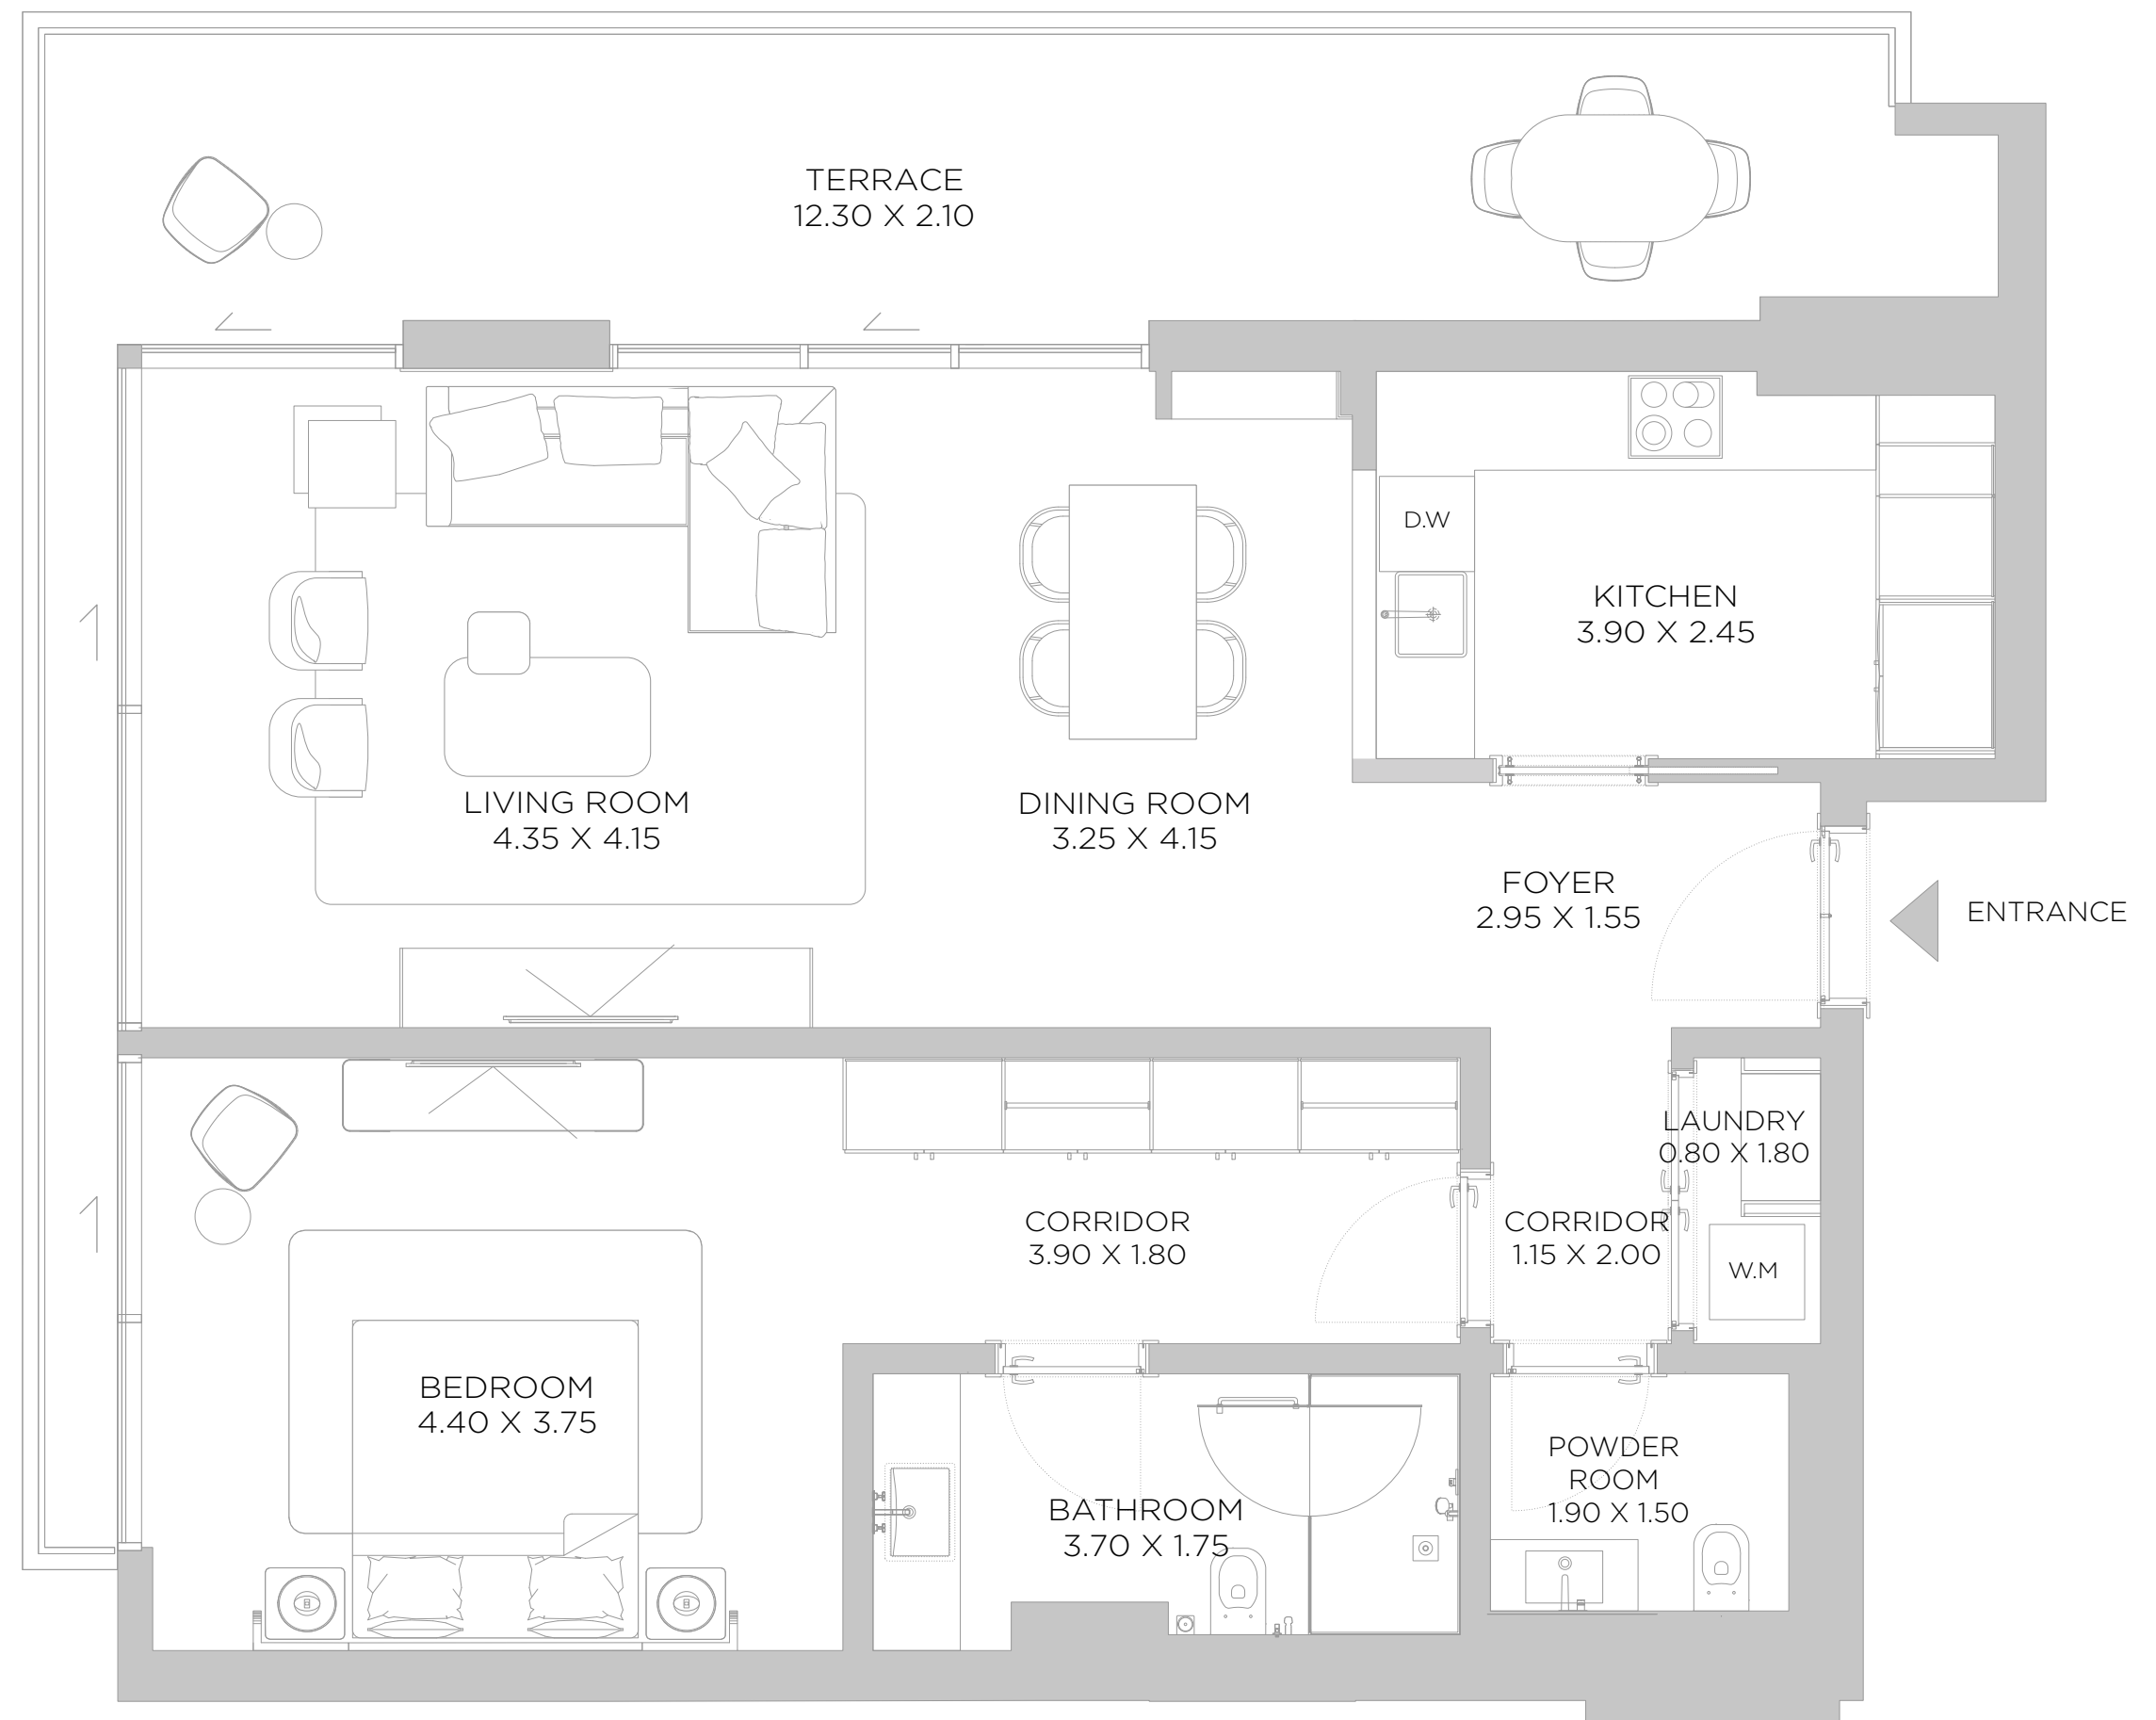 TERRACE
12.30 X 2.10
D.W
KITCHEN
3.90 X 2.45
LIVING ROOM
4.35 X 4.15
DINING ROOM
3.25 X 4.15
FOYER
2.95 X 1.55
ENTRANCE
LAUNDRY
0.80 X 1.80
CORRIDOR
3.90 X 1.80
CORRIDOR
1.15 X 2.00
W.M
BEDROOM
4.40 X 3.75
BATHROOM
3.70 X 1.75
POWDER
ROOM
1.90 X 1.50